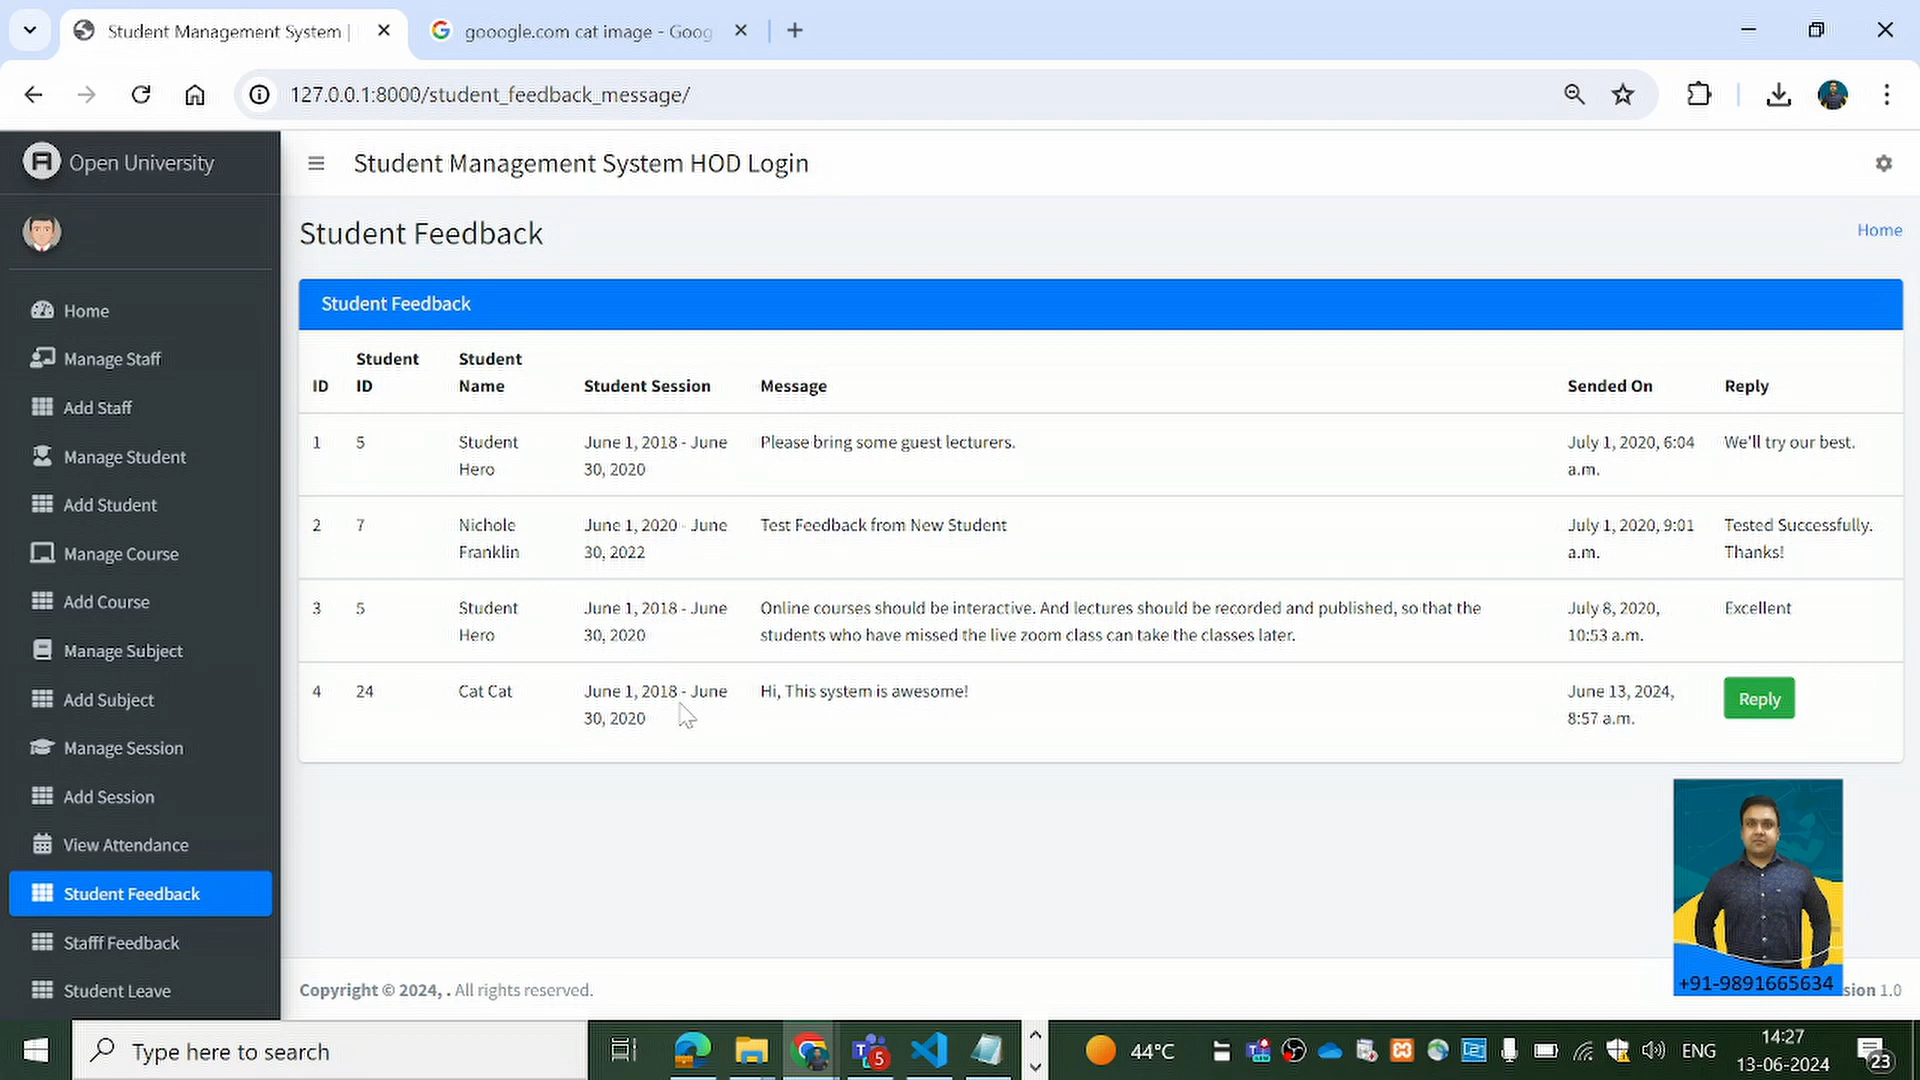 Student Management System |
gooogle.com cat image - Goog
127.0.0.1:8000/student_feedback_message/
Open University
Student Management System HOD Login
Student Feedback
Home
Home
Manage Staff
Add Staff
Manage Student
Add Student
Manage Course
Add Course
Manage Subject
Add Subject
Manage Session
Add Session
View Attendance
Student Feedback
Stafff Feedback
Student Leave
Student Feedback
ID Student ID Student Name Student Session Message Sended On Reply
1 5 Student Hero June 1, 2018 - June 30, 2020 Please bring some guest lecturers. July 1, 2020, 6:04 a.m. We'll try our best.
2 7 Nichole Franklin June 1, 2020 - June 30, 2022 Test Feedback from New Student July 1, 2020, 9:01 a.m. Tested Successfully. Thanks!
3 5 Student Hero June 1, 2018 - June 30, 2020 Online courses should be interactive. And lectures should be recorded and published, so that the students who have missed the live zoom class can take the classes later. July 8, 2020, 10:53 a.m. Excellent
4 24 Cat Cat June 1, 2018 - June 30, 2020 Hi, This system is awesome! June 13, 2024, 8:57 a.m. Reply
+91-9891665634
Copyright © 2024, . All rights reserved.
sion 1.0
Type here to search
5
44°C
ENG
14:27
13-06-2024
23